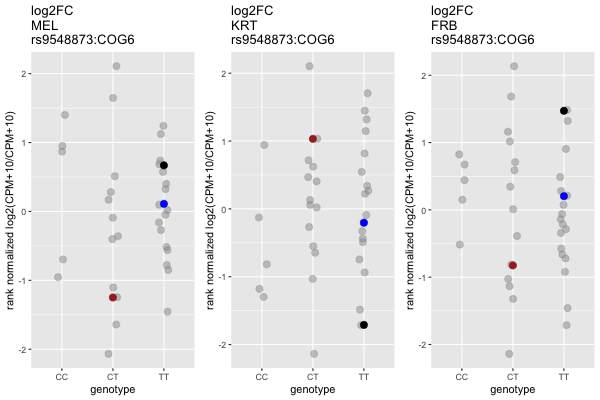 log2FC
MEL
rs9548873:COG6
rank normalized log2(CPM+10/CPM+10)
2
1
0
-1
-2
CC CT TT
genotype
log2FC
KRT
rs9548873:COG6
rank normalized log2(CPM+10/CPM+10)
2
1
0
-1
-2
CC CT TT
genotype
log2FC
FRB
rs9548873:COG6
rank normalized log2(CPM+10/CPM+10)
2
1
0
-1
-2
CC CT TT
genotype